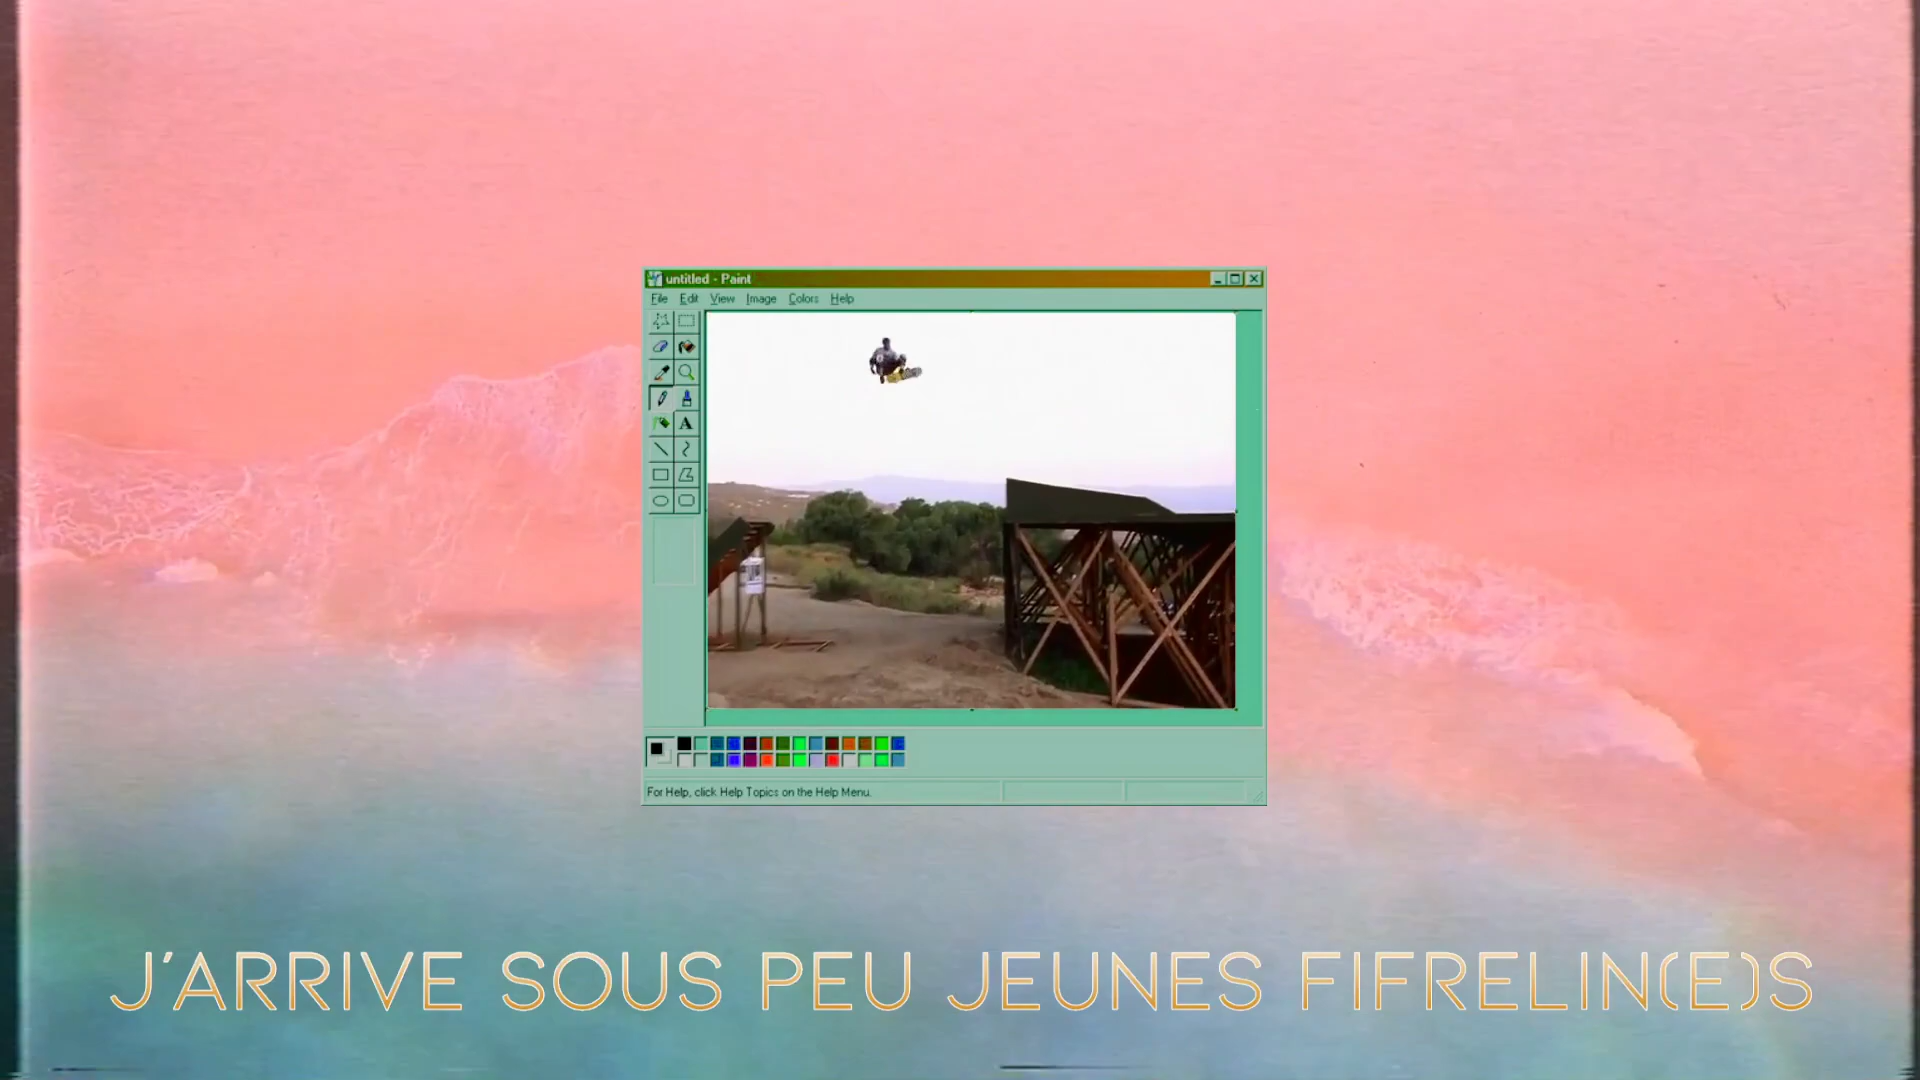 untitled - Paint
File Edit View Image Colors Help
A
For Help, click Help Topics on the Help Menu.
J'ARRIVE SOUS PEU JEUNES FIFRELIN(E)S